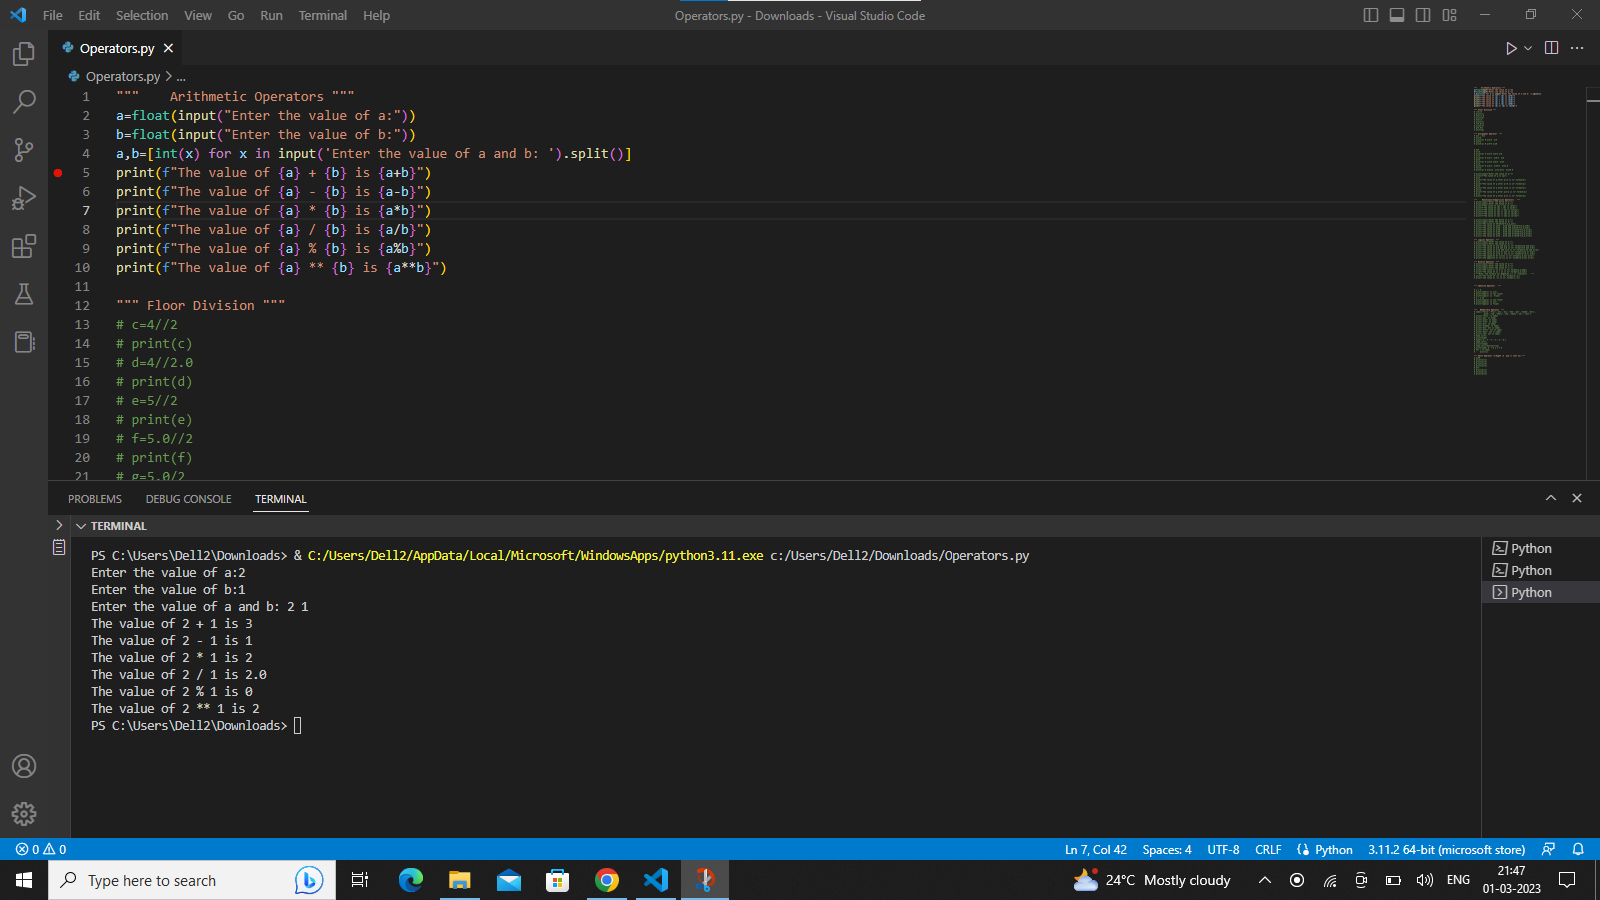 File Edit Selection View Go Run Terminal Help
Operators.py - Downloads - Visual Studio Code
Operators.py
Operators.py > ...
1 """    Arithmetic Operators """
2 a=float(input("Enter the value of a:"))
3 b=float(input("Enter the value of b:"))
4 a,b=[int(x) for x in input('Enter the value of a and b: ').split()]
5 print(f"The value of {a} + {b} is {a+b}")
6 print(f"The value of {a} - {b} is {a-b}")
7 print(f"The value of {a} * {b} is {a*b}")
8 print(f"The value of {a} / {b} is {a/b}")
9 print(f"The value of {a} % {b} is {a%b}")
10 print(f"The value of {a} ** {b} is {a**b}")
11
12 """ Floor Division """
13 # c=4//2
14 # print(c)
15 # d=4//2.0
16 # print(d)
17 # e=5//2
18 # print(e)
19 # f=5.0//2
20 # print(f)
21 # g=5.0/2
PROBLEMS DEBUG CONSOLE TERMINAL
TERMINAL
PS C:\Users\Dell2\Downloads> & C:/Users/Dell2/AppData/Local/Microsoft/WindowsApps/python3.11.exe c:/Users/Dell2/Downloads/Operators.py
Enter the value of a:2
Enter the value of b:1
Enter the value of a and b: 2 1
The value of 2 + 1 is 3
The value of 2 - 1 is 1
The value of 2 * 1 is 2
The value of 2 / 1 is 2.0
The value of 2 % 1 is 0
The value of 2 ** 1 is 2
PS C:\Users\Dell2\Downloads>
Python
Python
Python
0 0
Ln 7, Col 42 Spaces: 4 UTF-8 CRLF Python 3.11.2 64-bit (microsoft store)
Type here to search
24°C Mostly cloudy
ENG
21:47
01-03-2023